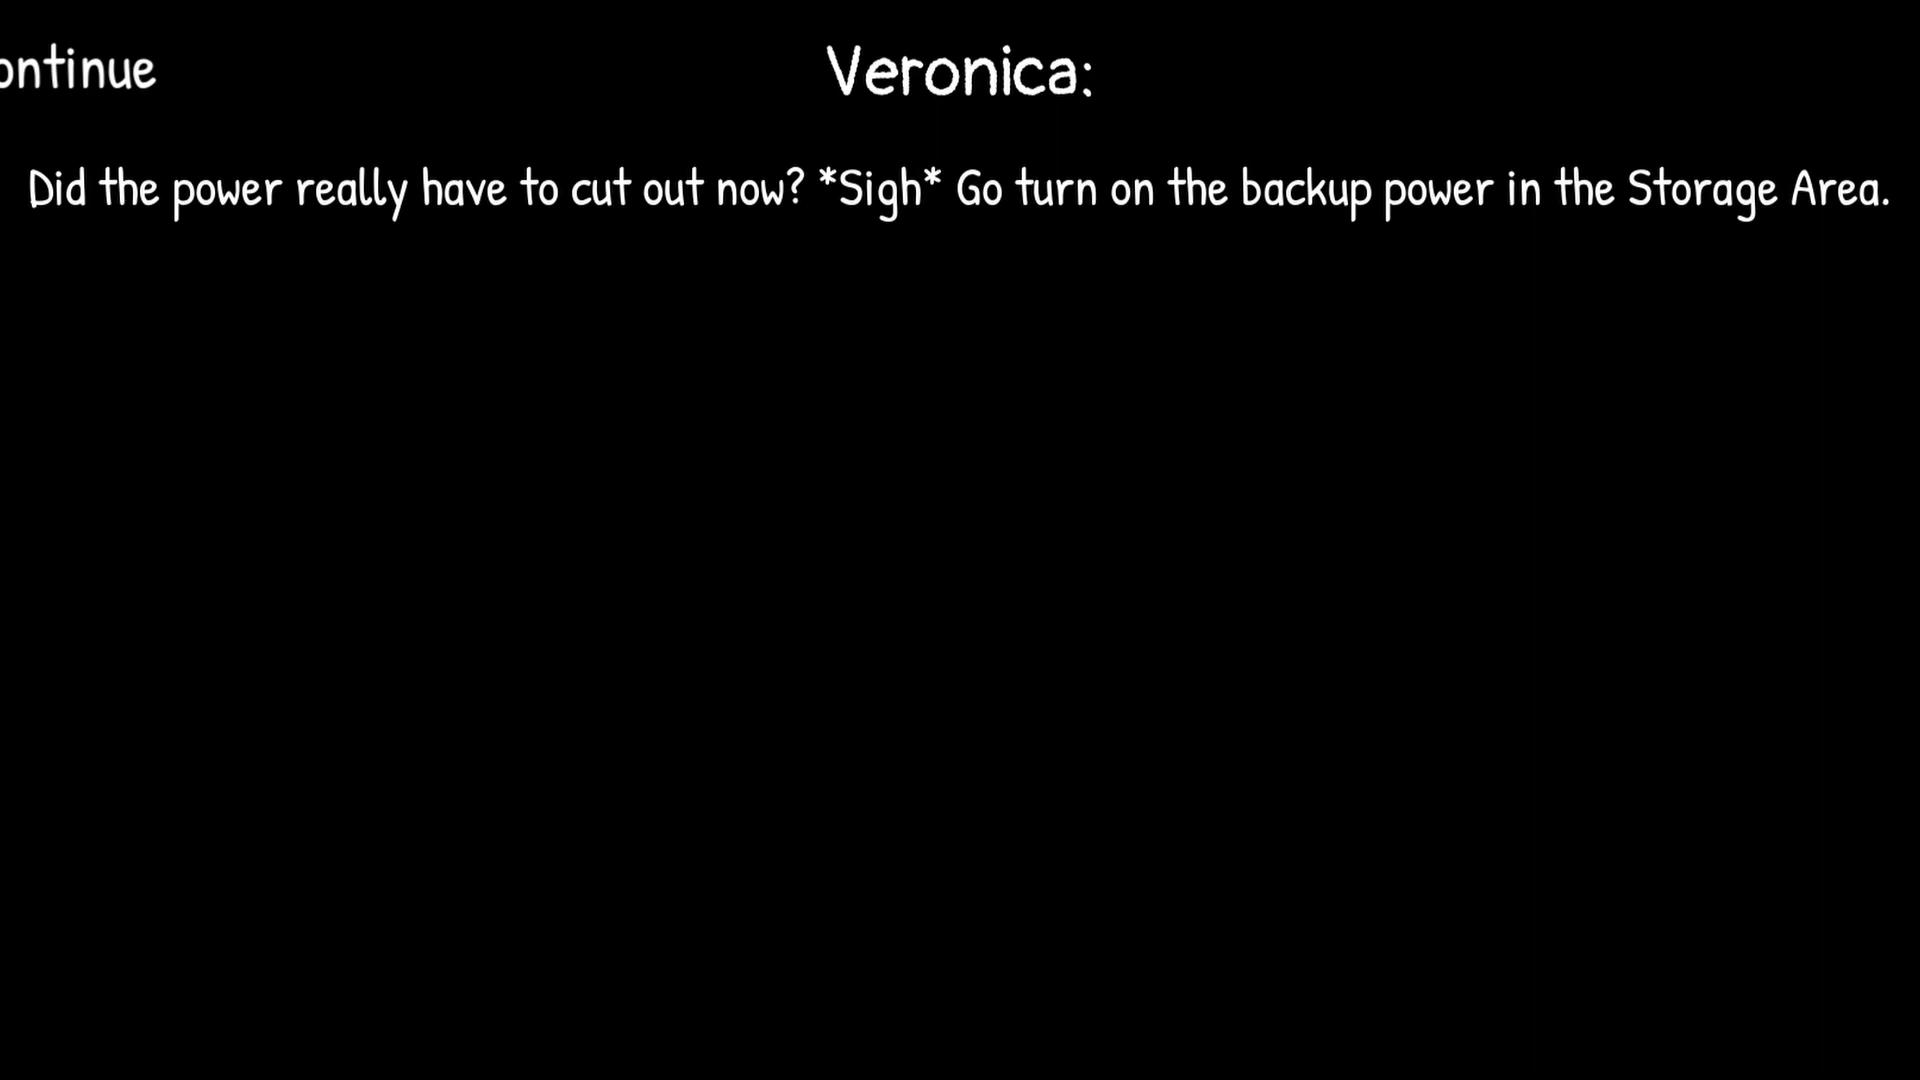 ontinue
Veronica:
Did the power really have to cut out now? *Sigh* Go turn on the backup power in the Storage Area.